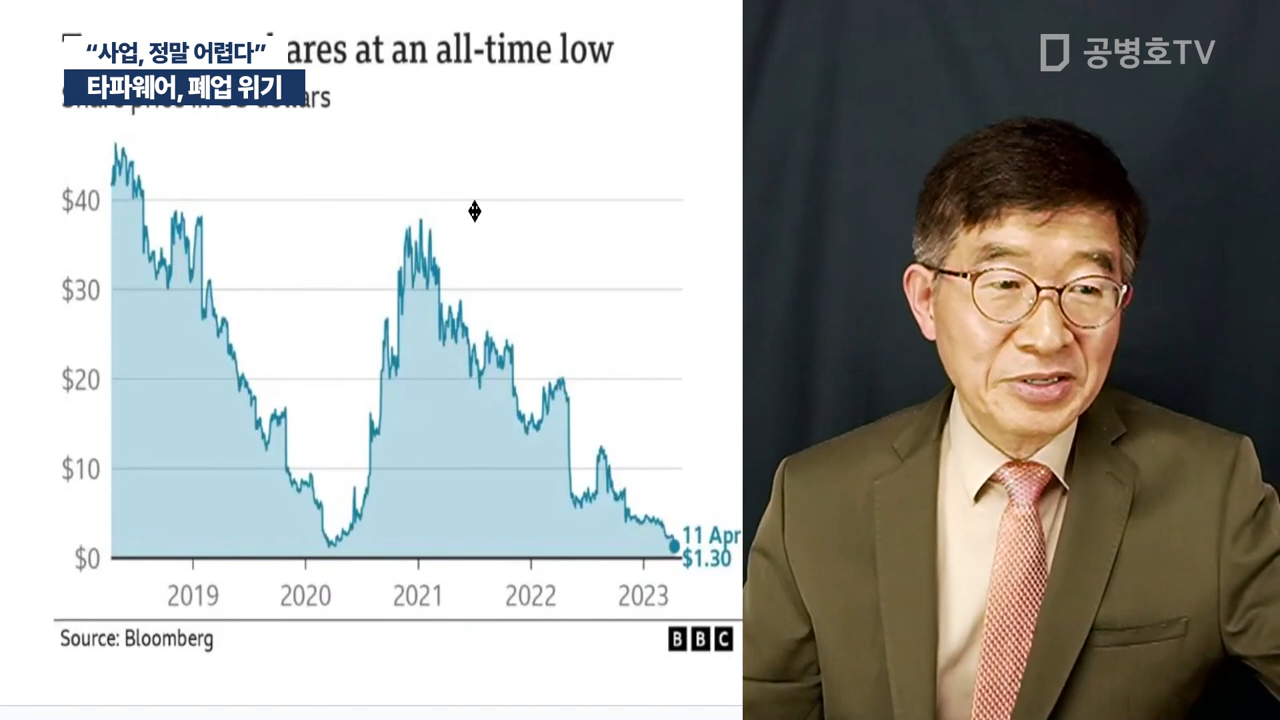 “사업, 정말 어렵다”
ares at an all-time low
타파웨어, 폐업 위기
공병호TV
$40
$30
$20
$10
$0
11 Apr
$1.30
2019 2020 2021 2022 2023
Source: Bloomberg
BBC